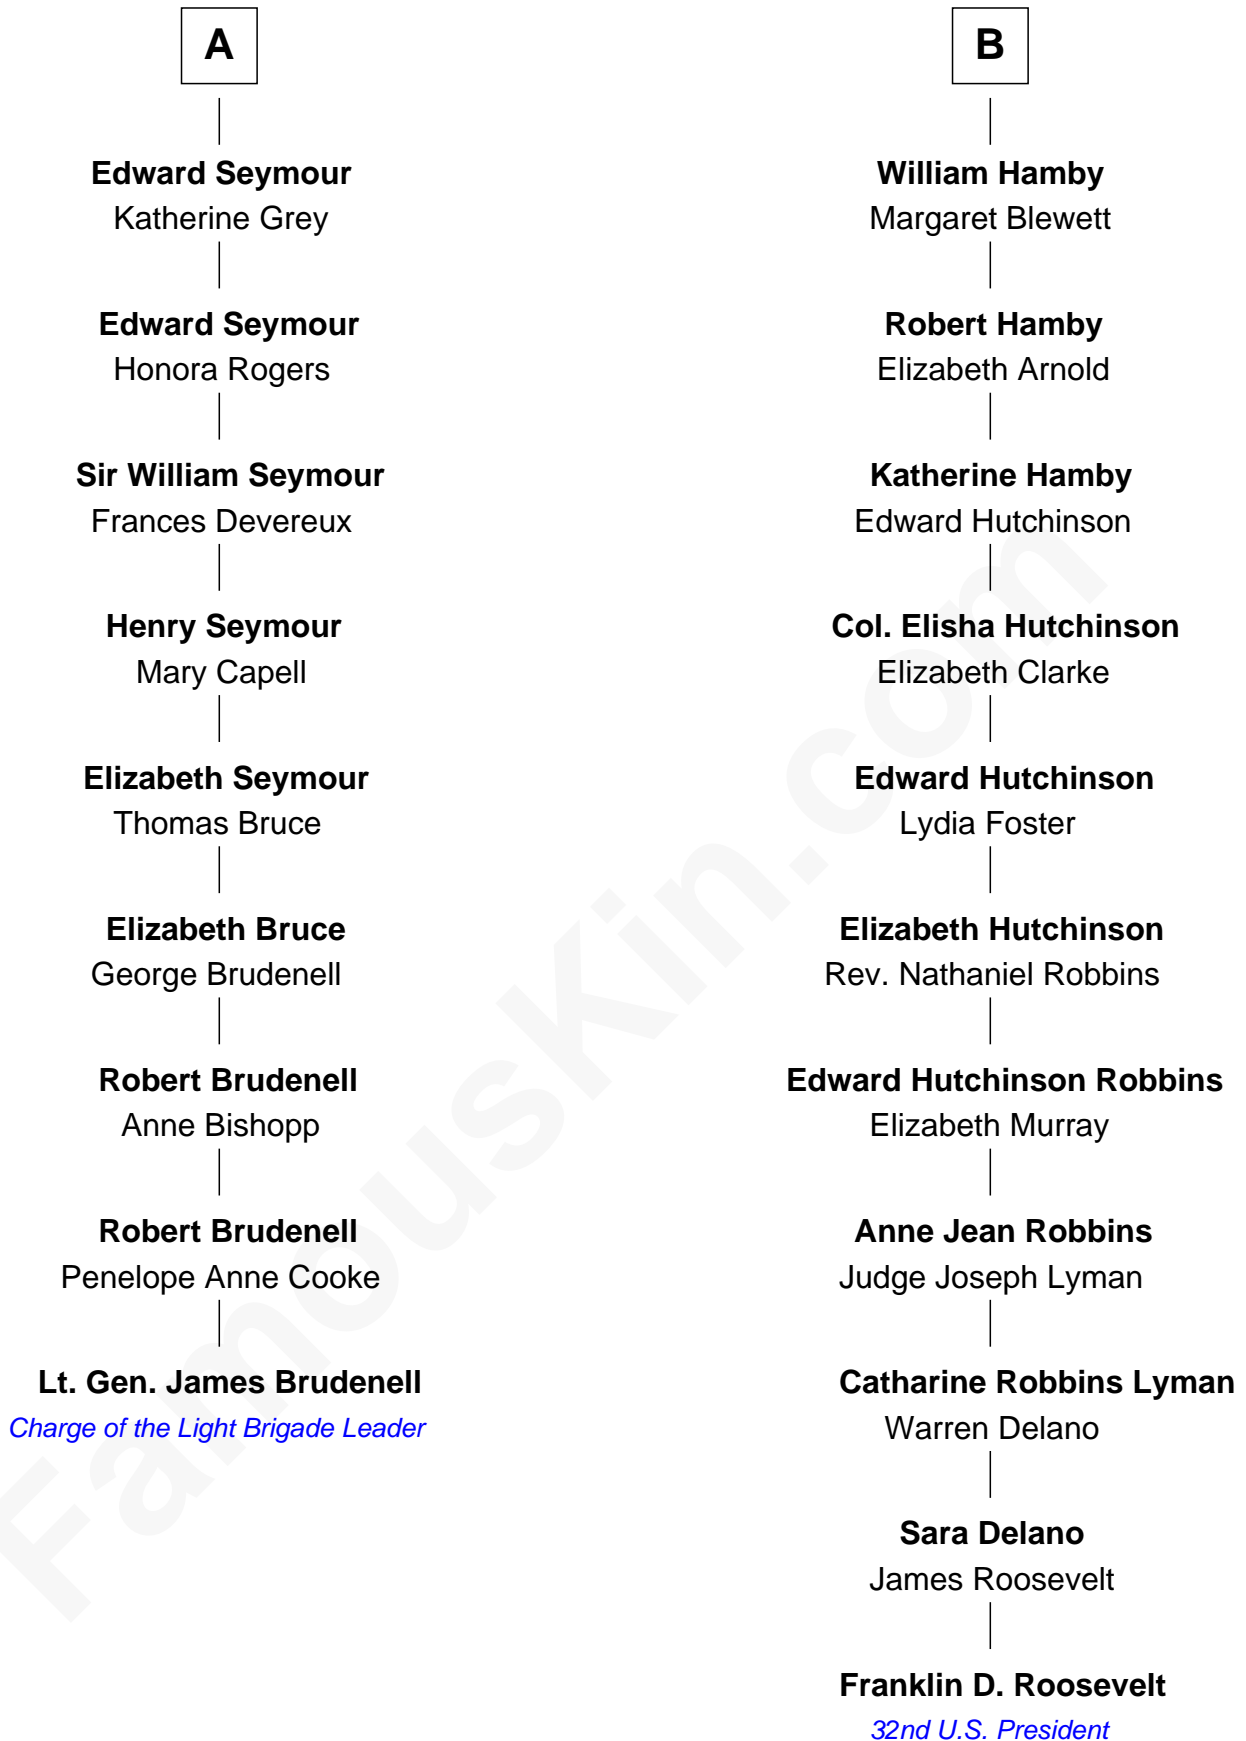 A
Edward Seymour
Katherine Grey
Edward Seymour
Honora Rogers
Sir William Seymour
Frances Devereux
Henry Seymour
Mary Capell
Elizabeth Seymour
Thomas Bruce
Elizabeth Bruce
George Brudenell
Robert Brudenell
Anne Bishopp
Robert Brudenell
Penelope Anne Cooke
Lt. Gen. James Brudenell
Charge of the Light Brigade Leader
B
William Hamby
Margaret Blewett
Robert Hamby
Elizabeth Arnold
Katherine Hamby
Edward Hutchinson
Col. Elisha Hutchinson
Elizabeth Clarke
Edward Hutchinson
Lydia Foster
Elizabeth Hutchinson
Rev. Nathaniel Robbins
Edward Hutchinson Robbins
Elizabeth Murray
Anne Jean Robbins
Judge Joseph Lyman
Catharine Robbins Lyman
Warren Delano
Sara Delano
James Roosevelt
Franklin D. Roosevelt
32nd U.S. President
FamousKin.com